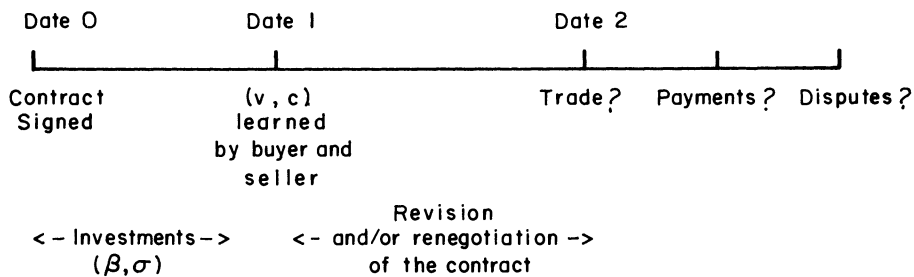 Date 0 Date 1 Date 2
Contract Signed
(v, c) learned by buyer and seller
Trade? Payments? Disputes?
<- Investments ->
(β, σ)
Revision
<- and/or renegotiation ->
of the contract